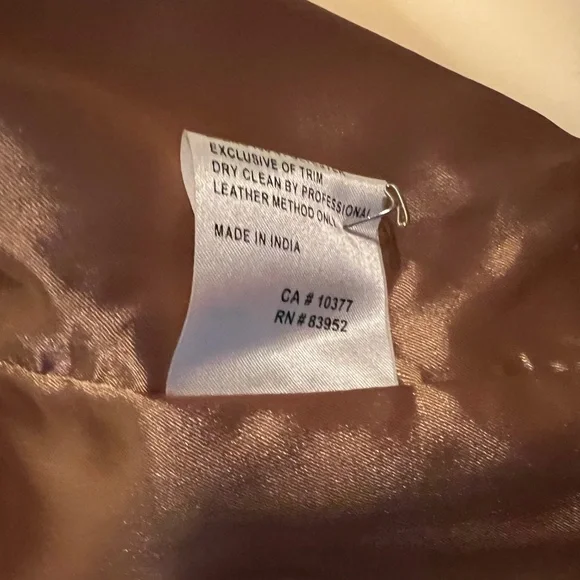 EXCLUSIVE OF TRIM
DRY CLEAN BY PROFESSIONAL
LEATHER METHOD ONLY
MADE IN INDIA
CA # 10377
RN # 83952